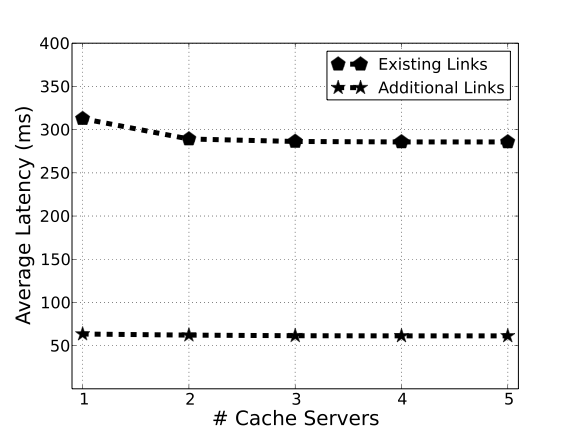 400
350
300
250
200
150
100
50
Average Latency (ms)
Existing Links
Additional Links
1 2 3 4 5
# Cache Servers